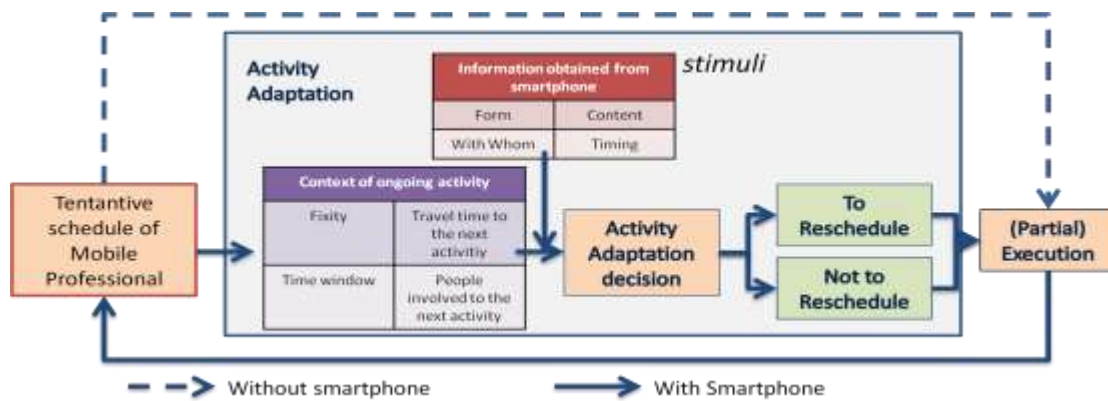 Activity
Adaptation
Information obtained from
smartphone
stimuli
Form
Content
With Whom
Timing
Tentantive
schedule of
Mobile
Professional
Context of ongoing activity
Fixity
Travel time to
the next
activitiy
Time window
People
involved to the
next activity
Activity
Adaptation
decision
To
Reschedule
Not to
Reschedule
(Partial)
Execution
Without smartphone
With Smartphone